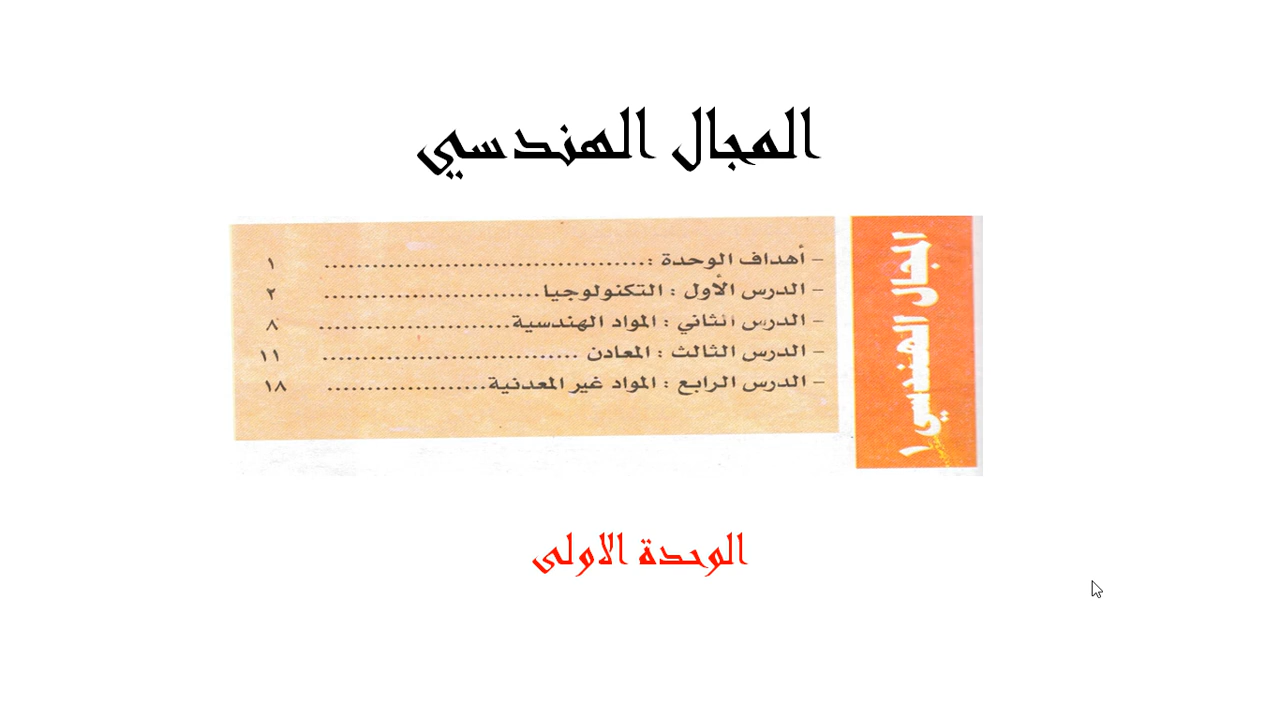 المجال الهندسي
المجال الهندسي ١
– أهداف الوحدة : ........................................ ١
– الدرس الأول : التكنولوجيا........................... ٢
– الدرس الثاني : المواد الهندسية........................ ٨
– الدرس الثالث : المعادن ................................ ١١
– الدرس الرابع : المواد غير المعدنية.................... ١٨
الوحدة الاولى